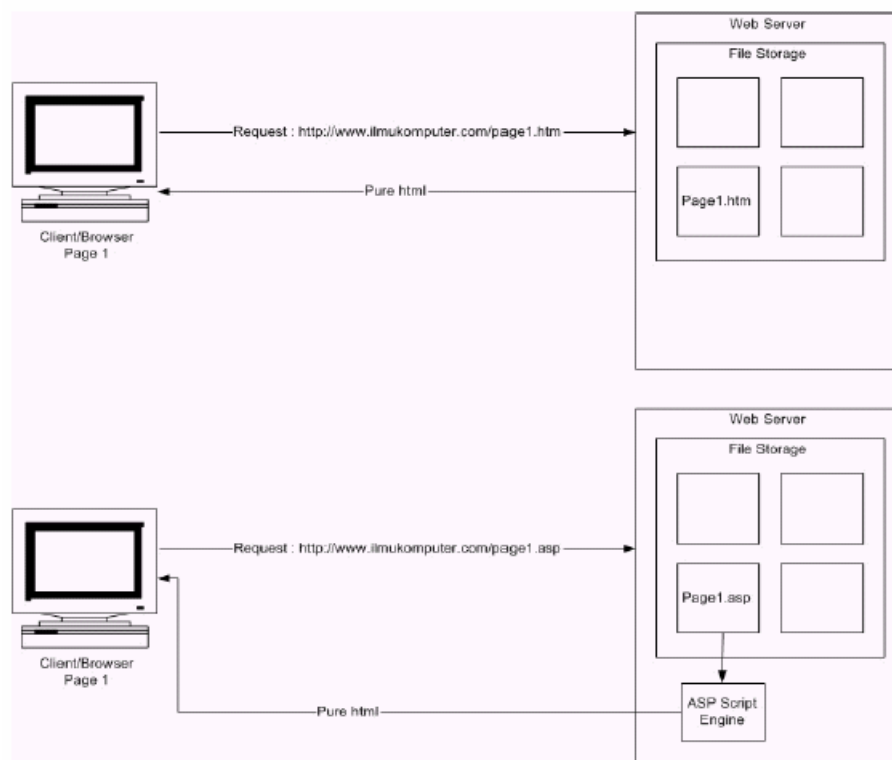 Web Server
File Storage
Request : http://www.ilmukomputer.com/page1.htm
Pure html
Page1.htm
Client/Browser
Page 1
Web Server
File Storage
Request : http://www.ilmukomputer.com/page1.asp
Page1.asp
Client/Browser
Page 1
Pure html
ASP Script
Engine